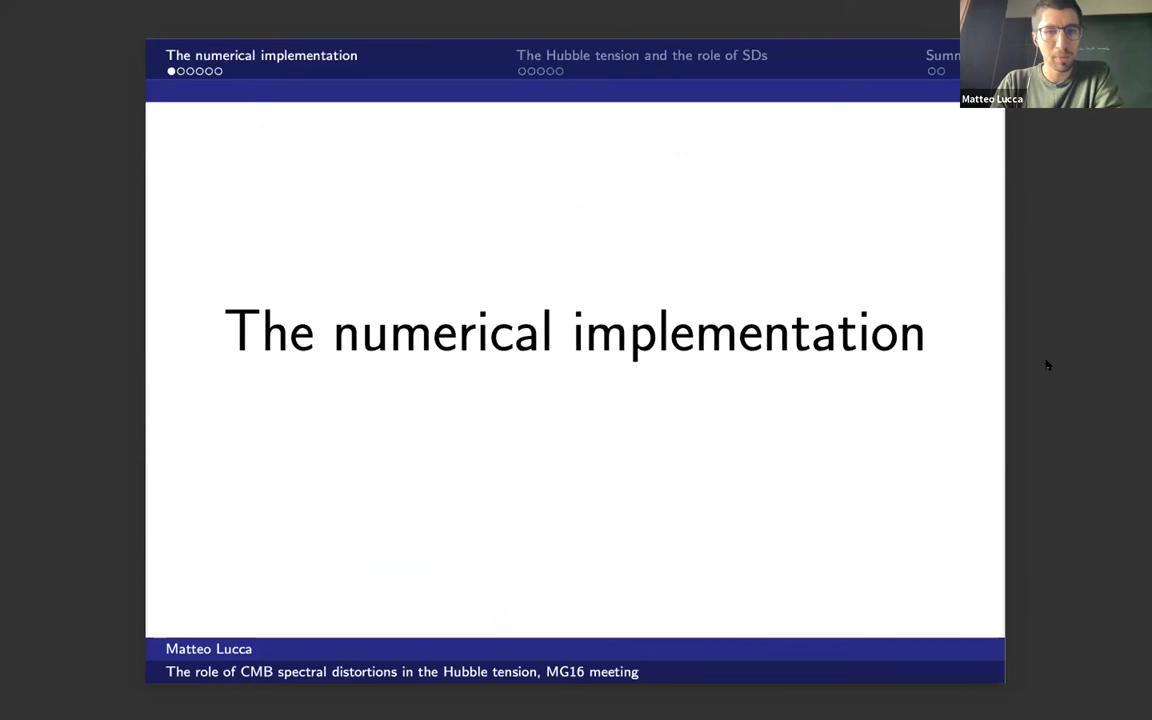 The numerical implementation
The Hubble tension and the role of SDs
Summ
Matteo Lucca
The numerical implementation
Matteo Lucca
The role of CMB spectral distortions in the Hubble tension, MG16 meeting